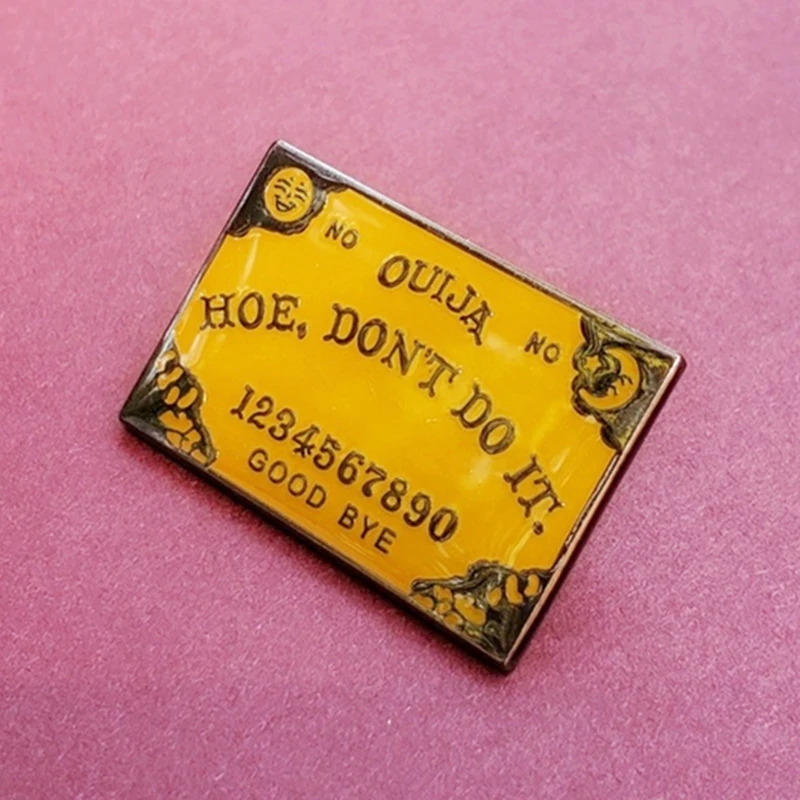 NO OUIJA NO
HOE, DON'T DO IT.
1234567890
GOOD BYE